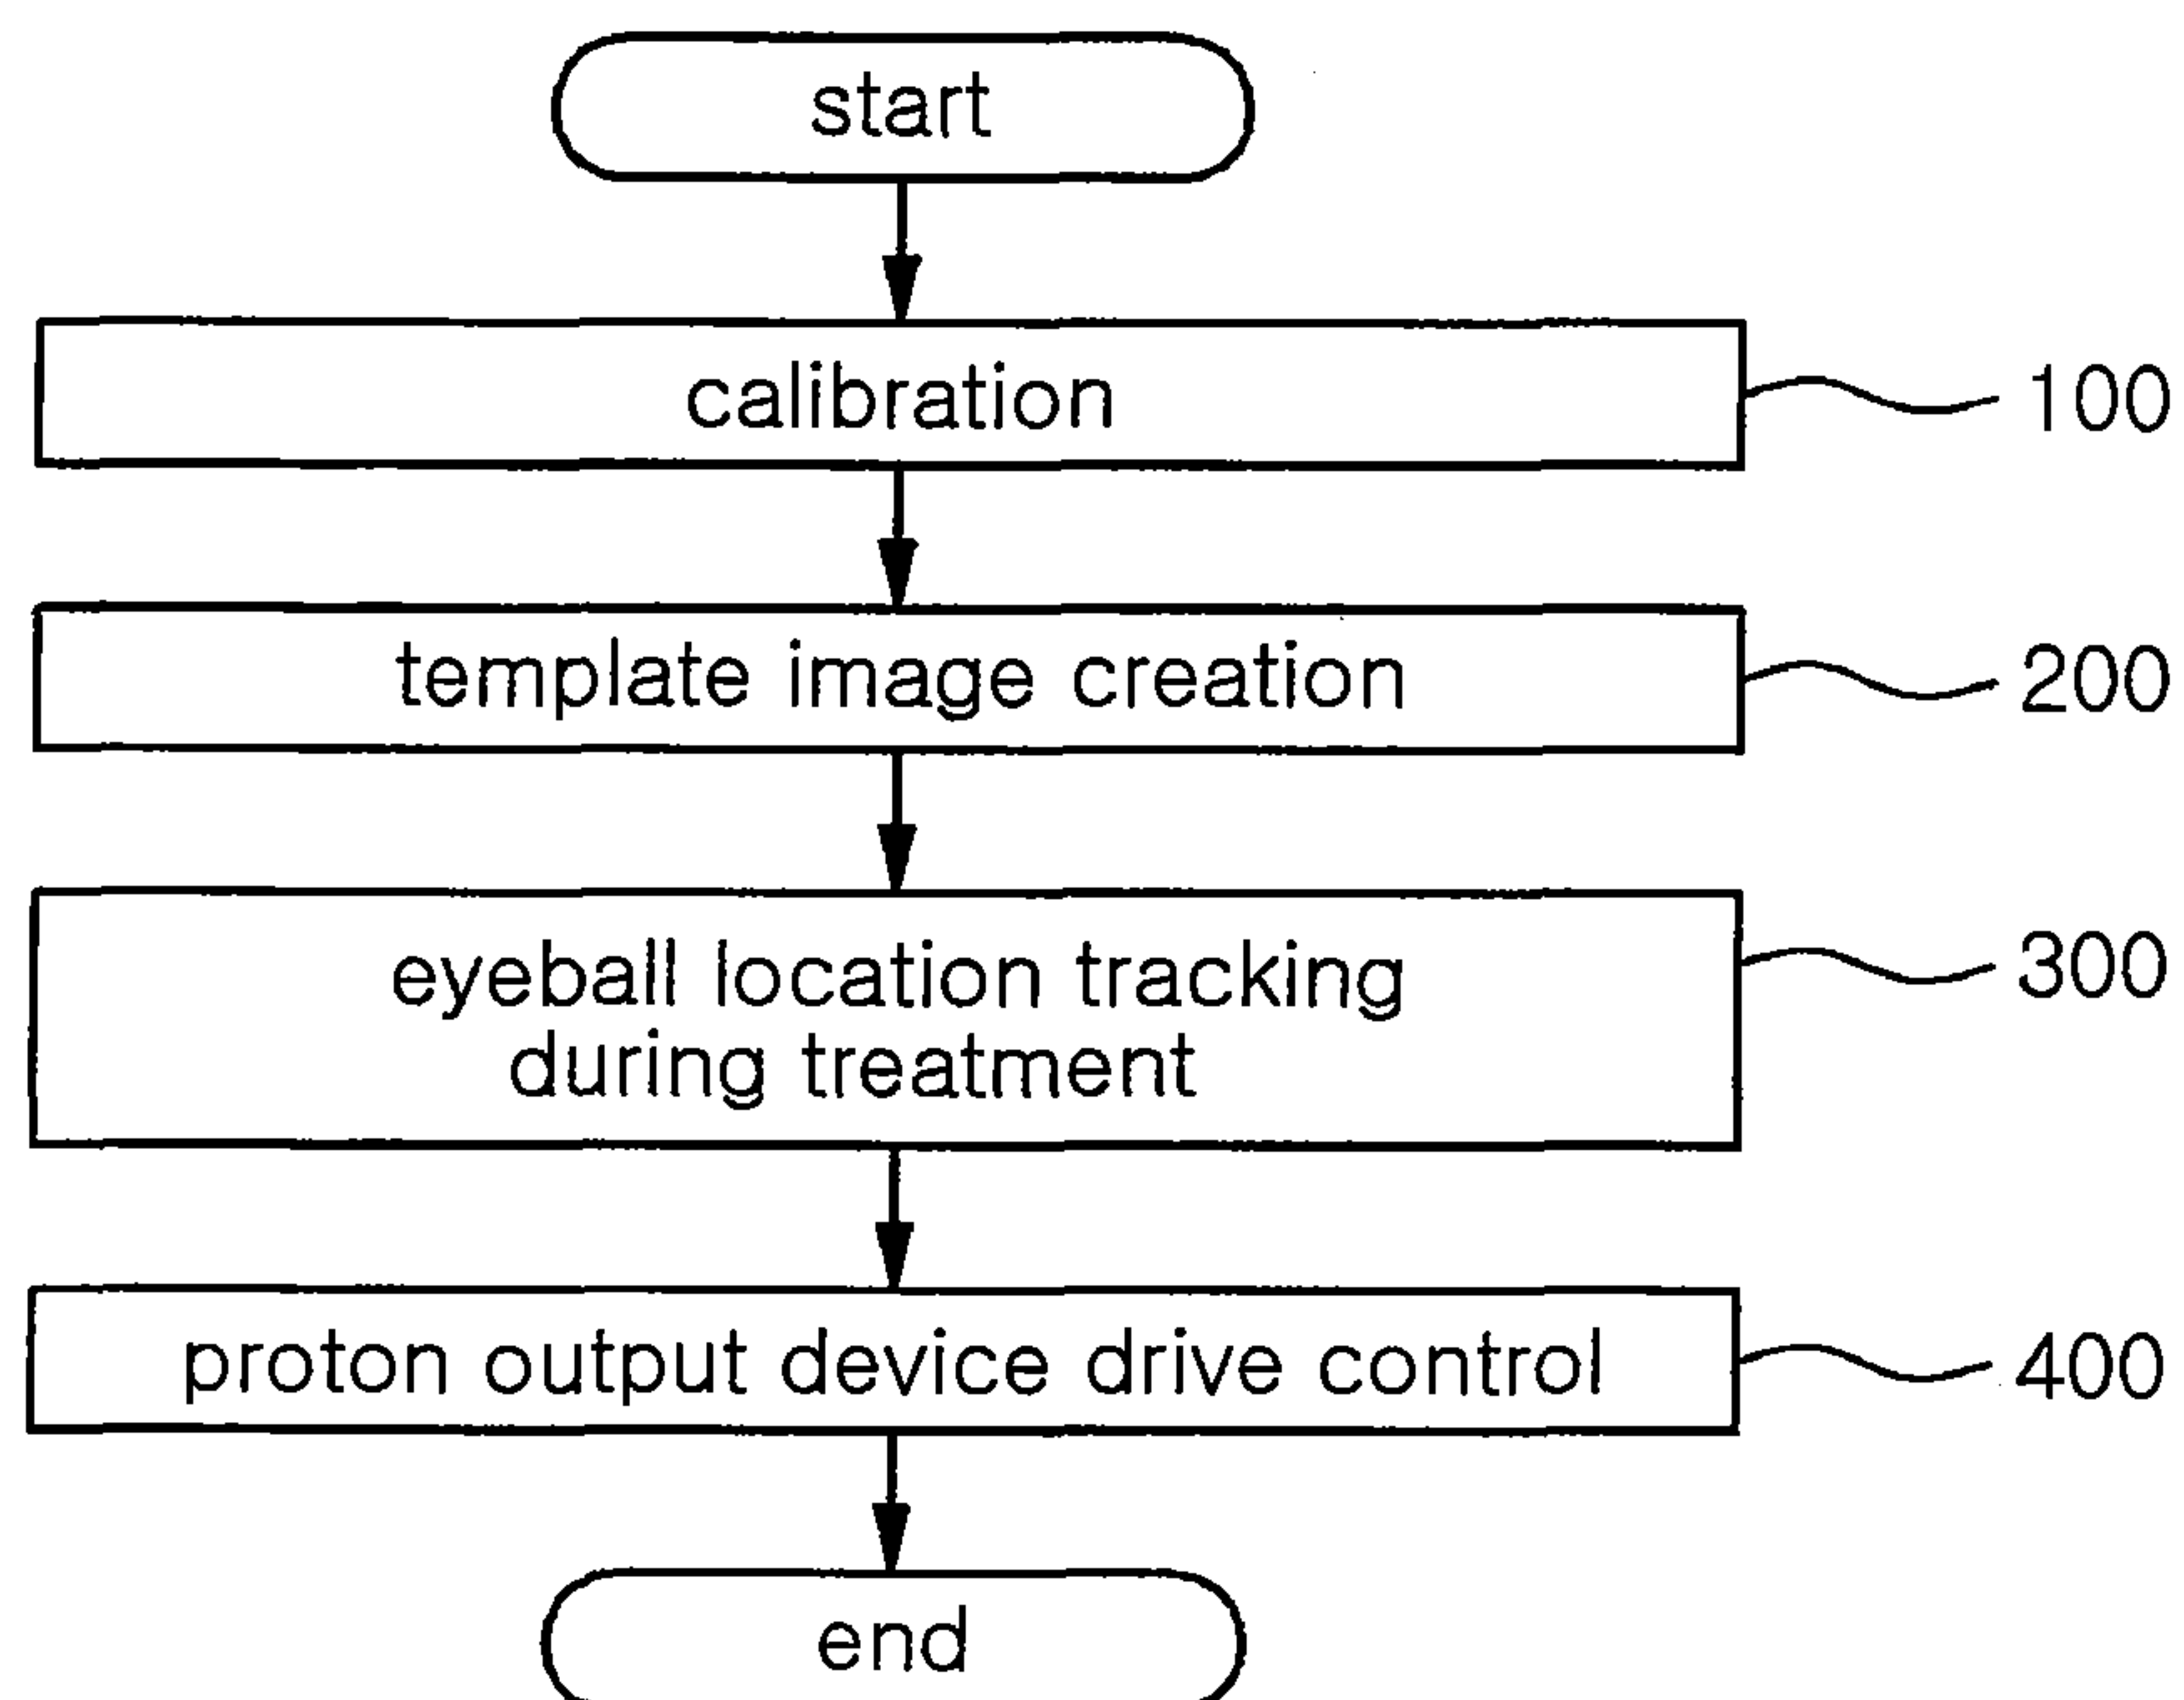 start
calibration
100
template image creation
200
eyeball location tracking
300
during treatment
proton output device drive control
400
end